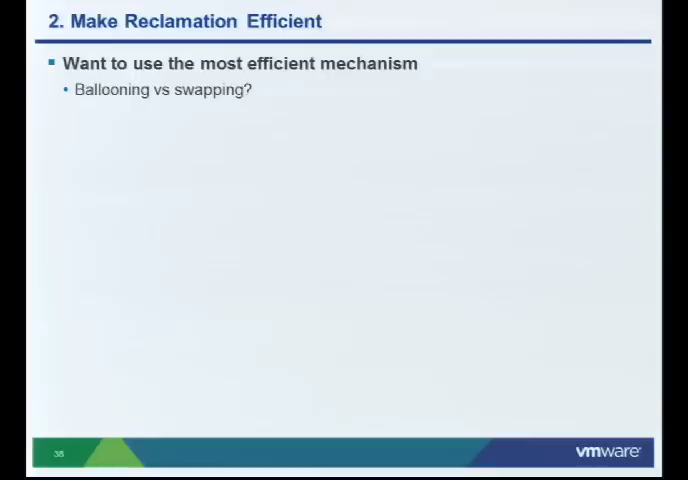 2. Make Reclamation Efficient
Want to use the most efficient mechanism
Ballooning vs swapping?
38
vmware